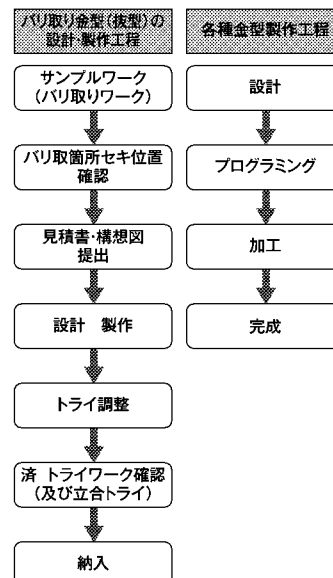 バリ取り金型(抜型)の
設計・製作工程
サンプルワーク
(バリ取りワーク)
バリ取箇所セキ位置
確認
見積書・構想図
提出
設計 製作
トライ調整
済 トライワーク確認
(及び立合トライ)
納入
各種金型製作工程
設計
プログラミング
加工
完成